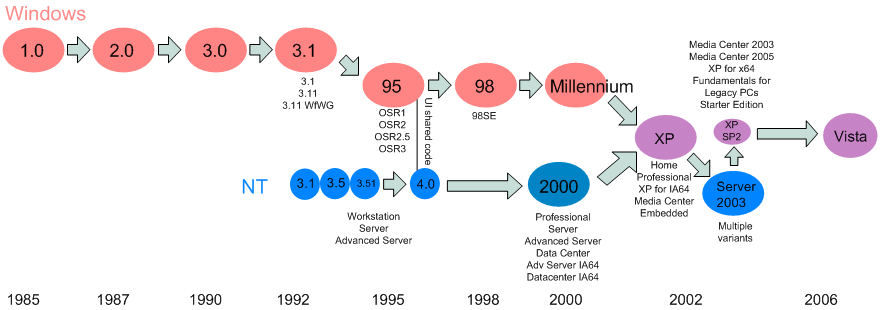 Windows
1.0
2.0
3.0
3.1
3.1
3.11
3.11 WfWG
95
OSR1
OSR2
OSR2.5
OSR3
UI shared code
98
98SE
Millennium
NT
3.1
3.5
3.51
4.0
Workstation
Server
Advanced Server
2000
Professional
Server
Advanced Server
Data Center
Adv Server IA64
Datacenter IA64
XP
Home
Professional
XP for IA64
Media Center
Embedded
Media Center 2003
Media Center 2005
XP for x64
Fundamentals for
Legacy PCs
Starter Edition
XP
SP2
Server
2003
Multiple
variants
Vista
1985
1987
1990
1992
1995
1998
2000
2002
2006